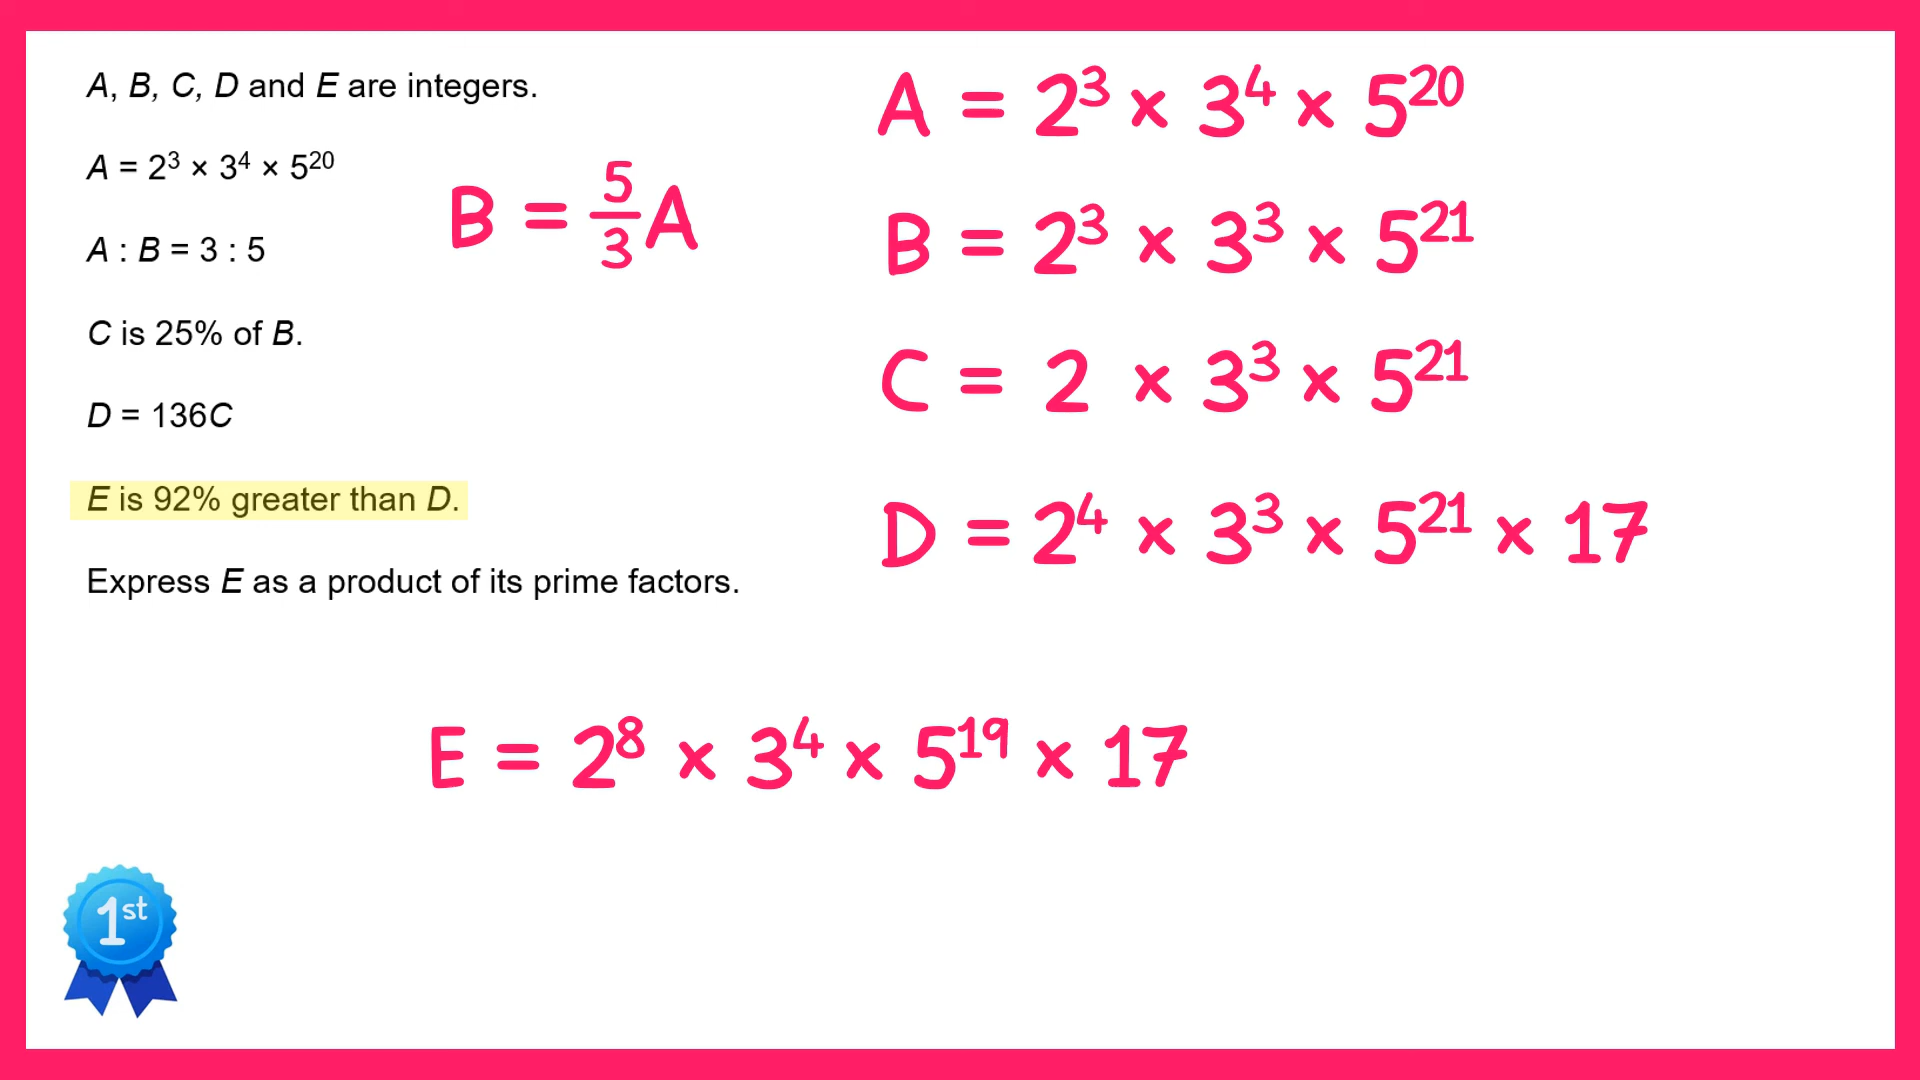 A, B, C, D and E are integers.
A = 2³ × 3⁴ × 5²⁰
A : B = 3 : 5
C is 25% of B.
D = 136C
E is 92% greater than D.
Express E as a product of its prime factors.
B = 5/3 A
A = 2³ × 3⁴ × 5²⁰
B = 2³ × 3³ × 5²¹
C = 2 × 3³ × 5²¹
D = 2⁴ × 3³ × 5²¹ × 17
E = 2⁸ × 3⁴ × 5¹⁹ × 17
1st